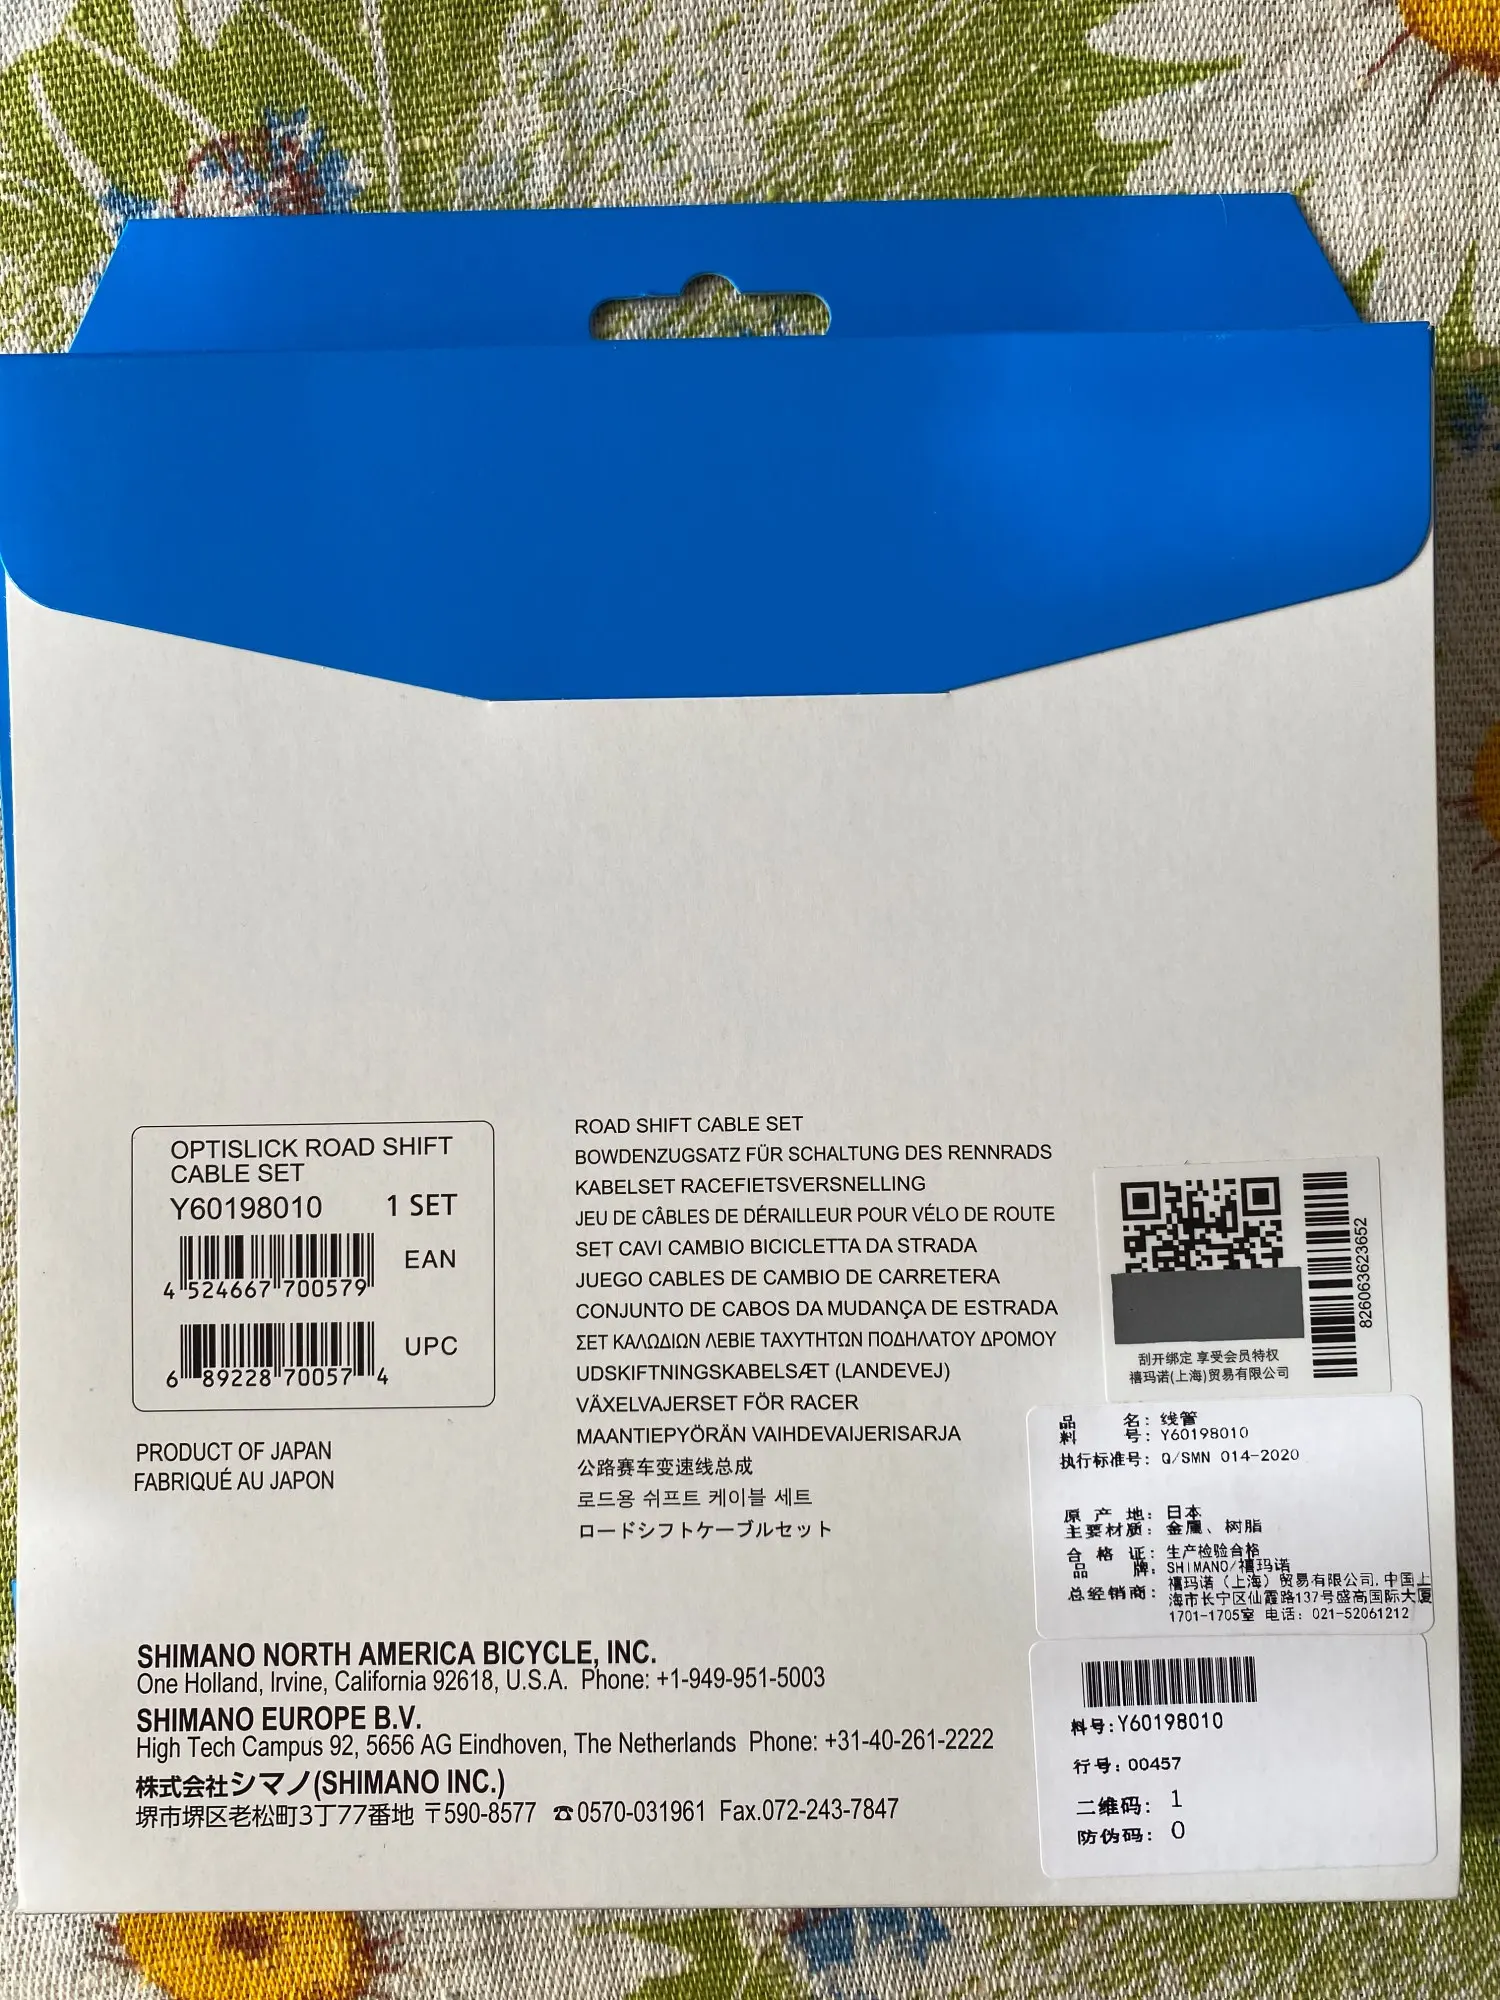 OPTISLICK ROAD SHIFT
CABLE SET
Y60198010 1 SET
4 524667 700579
EAN
6 89228 70057 4
UPC
PRODUCT OF JAPAN
FABRIQUÉ AU JAPON
ROAD SHIFT CABLE SET
BOWDENZUGSATZ FÜR SCHALTUNG DES RENNRADS
KABELSET RACEFIETSVERSNELLING
JEU DE CÂBLES DE DÉRAILLEUR POUR VÉLO DE ROUTE
SET CAVI CAMBIO BICICLETTA DA STRADA
JUEGO CABLES DE CAMBIO DE CARRETERA
CONJUNTO DE CABOS DA MUDANÇA DE ESTRADA
ΣΕΤ ΚΑΛΩΔΙΩΝ ΛΕΒΙΕ ΤΑΧΥΤΗΤΩΝ ΠΟΔΗΛΑΤΟΥ ΔΡΟΜΟΥ
UDSKIFTNINGSKABELSÆT (LANDEVEJ)
VÄXELVAJERSET FÖR RACER
MAANTIEPYÖRÄN VAIHDEVAIJERISARJA
公路赛车变速线总成
로드용 쉬프트 케이블 세트
ロードシフトケーブルセット
826063623652
刮开绑定 享受会员特权
禧玛诺(上海)贸易有限公司
品 名: 线管
料 号: Y60198010
执行标准号: Q/SMN 014-2020
原 产 地: 日本
主要材质: 金属、树脂
合 格 证: 生产检验合格
品 牌: SHIMANO/禧玛诺
总经销商: 禧玛诺（上海）贸易有限公司.中国上
海市长宁区仙霞路137号盛高国际大厦
1701-1705室 电话: 021-52061212
料号:Y60198010
行号: 00457
二维码: 1
防伪码: 0
SHIMANO NORTH AMERICA BICYCLE, INC.
One Holland, Irvine, California 92618, U.S.A. Phone: +1-949-951-5003
SHIMANO EUROPE B.V.
High Tech Campus 92, 5656 AG Eindhoven, The Netherlands Phone: +31-40-261-2222
株式会社シマノ(SHIMANO INC.)
堺市堺区老松町3丁77番地 〒590-8577 ☎0570-031961 Fax.072-243-7847